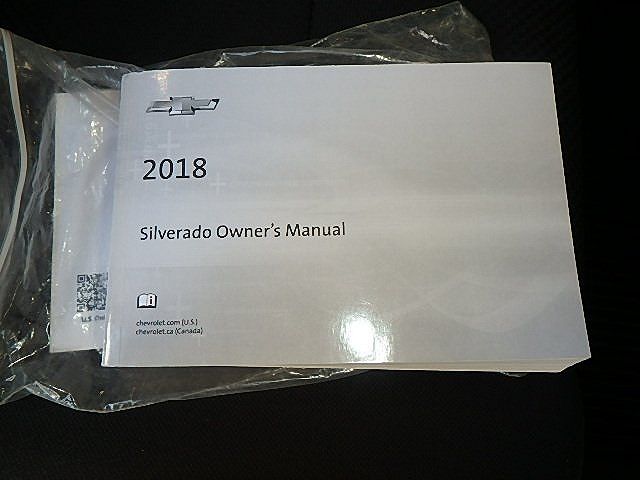 2018
Silverado Owner's Manual
chevrolet.com (U.S.)
chevrolet.ca (Canada)
U.S.